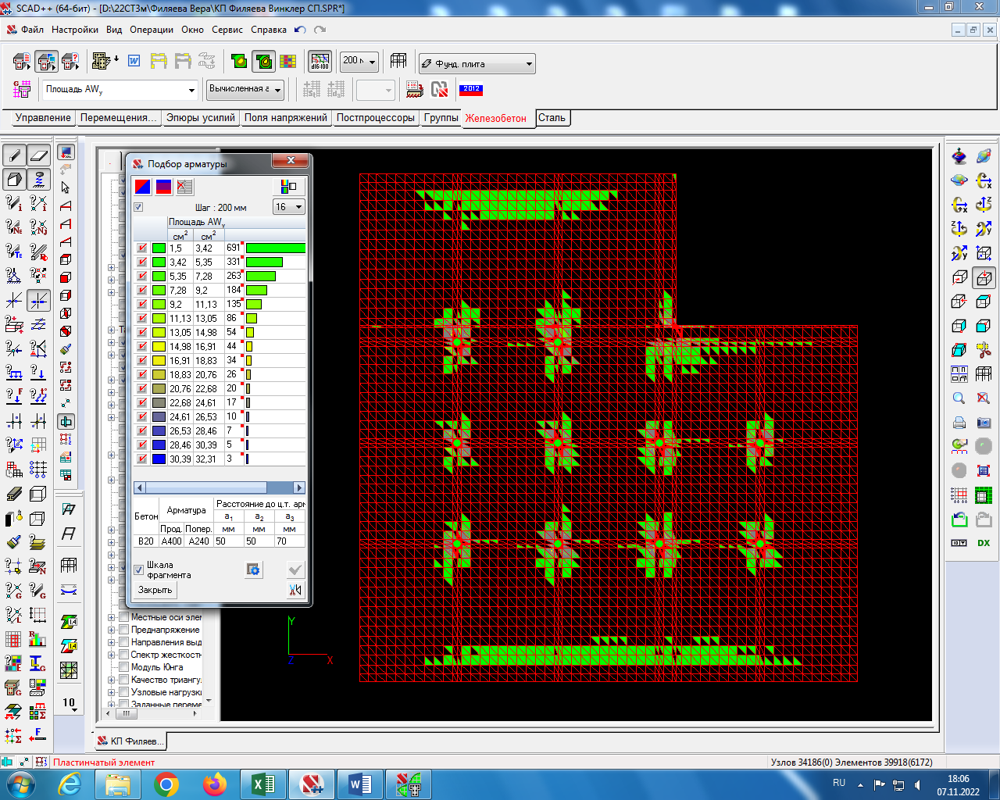 SCAD++ (64-бит) - [D:\22СТ3м\Филяева Вера\КП Филяева Винклер СП.SPR*]
Файл Настройки Вид Операции Окно Сервис Справка
Фунд. плита
Площадь AWy
2012
Управление Перемещения... Эпюры усилий Поля напряжений Постпроцессоры Группы Железобетон Сталь
Подбор арматуры
Шаг : 200 мм 16
Площадь AWy
см2 см2
1,5 3,42 691
3,42 5,35 331
5,35 7,28 263
7,28 9,2 184
9,2 11,13 135
11,13 13,05 86
13,05 14,98 54
14,98 16,91 44
16,91 18,83 34
18,83 20,76 26
20,76 22,68 20
22,68 24,61 17
24,61 26,53 10
26,53 28,46 7
28,46 30,39 5
30,39 32,31 3
Бетон Арматура Расстояние до ц.т. арм
a1 a2 a3
Прод. Попер. мм мм мм
B20 A400 A240 50 50 70
Шкала фрагмента
Закрыть
Местные оси элем
Преднапряжение
Направления выд
Спектр жесткост
Модуль Юнга
Качество триангу.
Узловые нагрузки
Заданные переме
Y
Z X
10
DX
КП Филяев...
Пластинчатый элемент
Узлов 34186(0) Элементов 39918(6172)
RU
18:06
07.11.2022